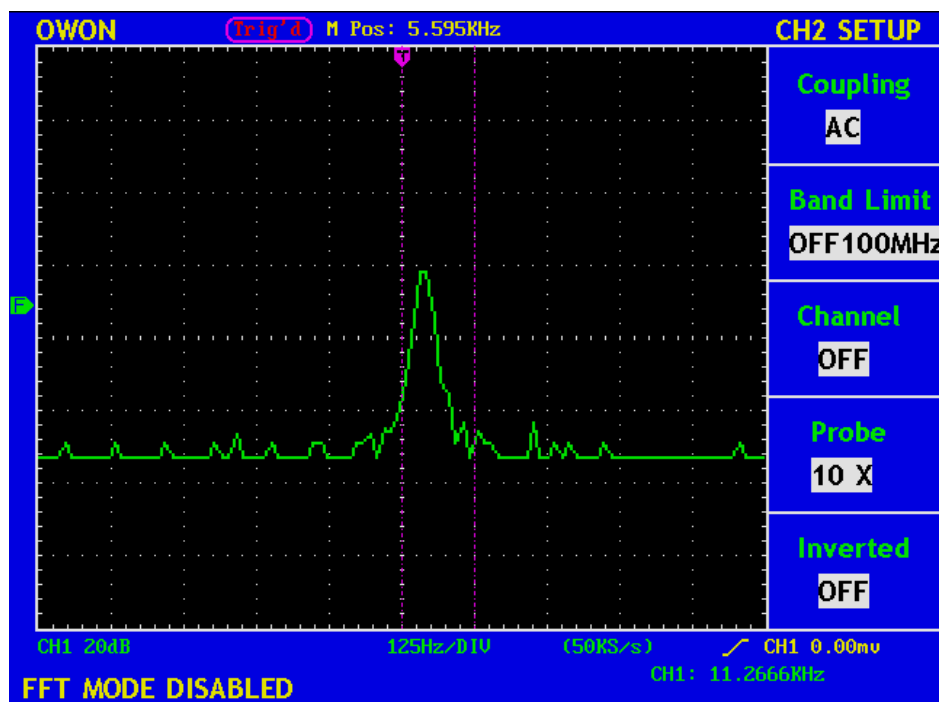 OWON Trig'd M Pos: 5.595KHz CH2 SETUP
T
Coupling
AC
Band Limit
OFF100MHz
F
Channel
OFF
Probe
10 X
Inverted
OFF
CH1 20dB 125Hz/DIV (50KS/s) CH1 0.00mv
CH1: 11.2666KHz
FFT MODE DISABLED